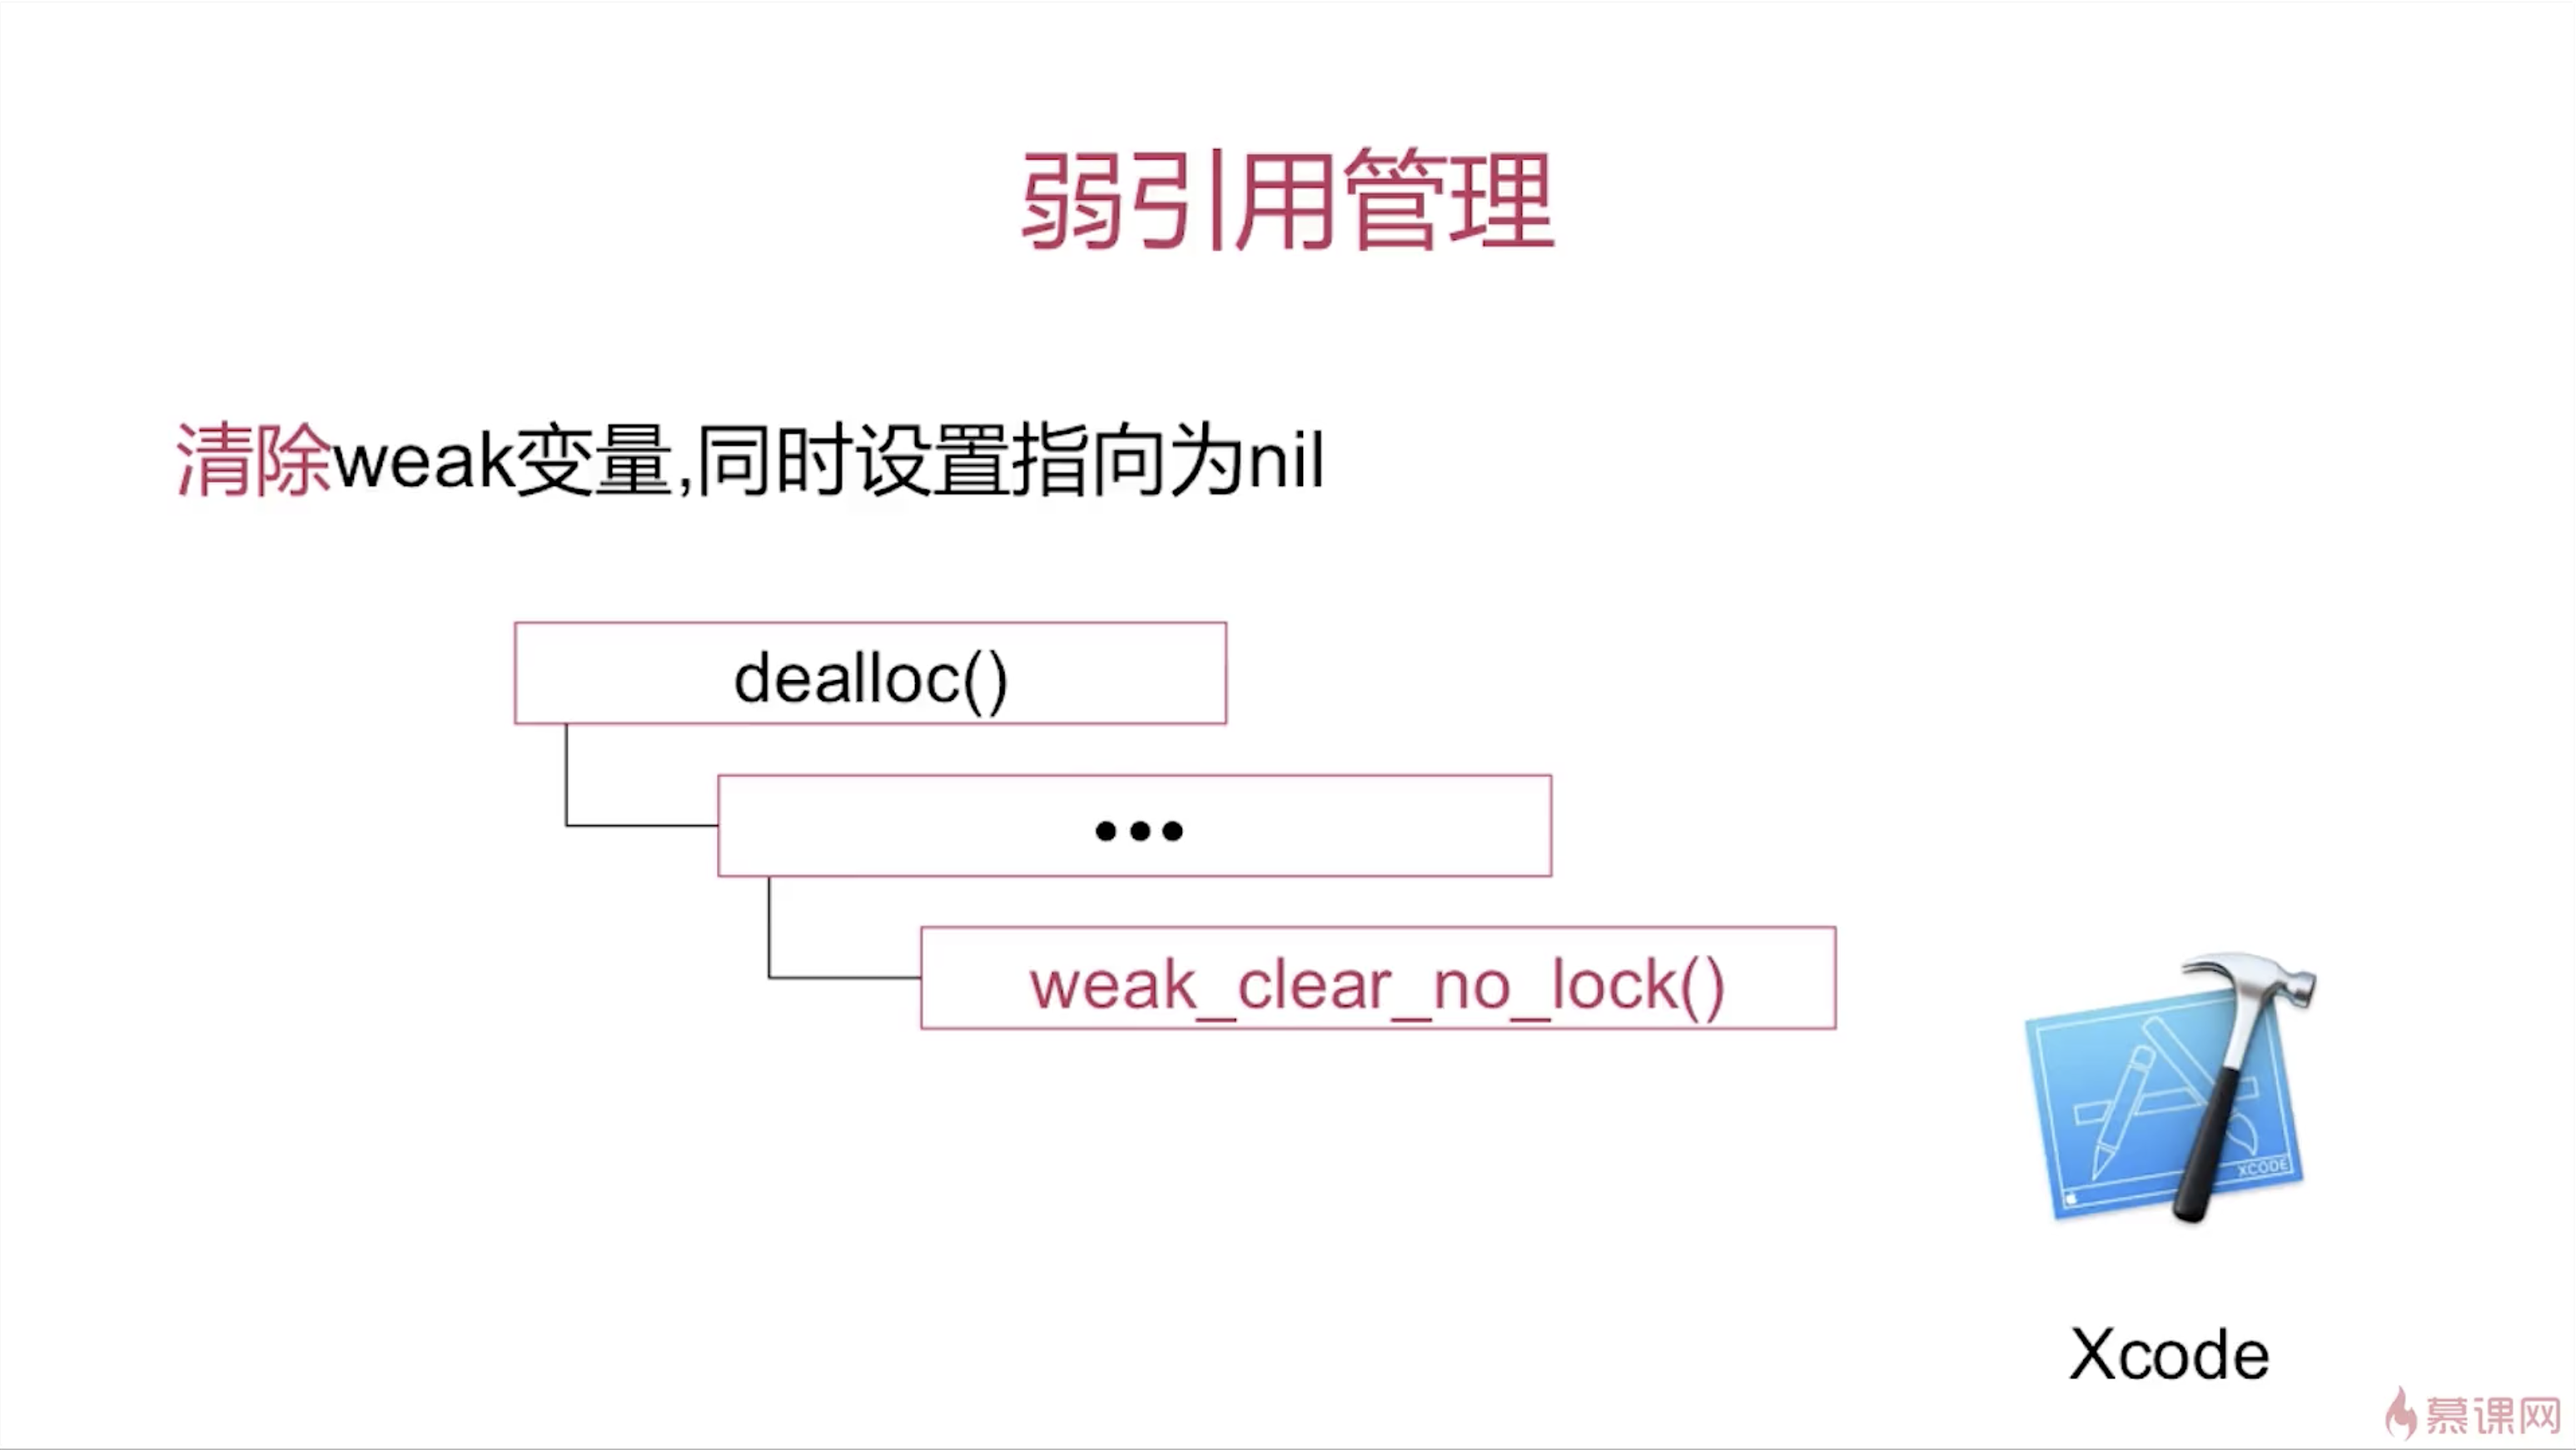 弱引用管理
清除weak变量,同时设置指向为nil
dealloc()
•••
weak_clear_no_lock()
XCODE
Xcode
慕课网